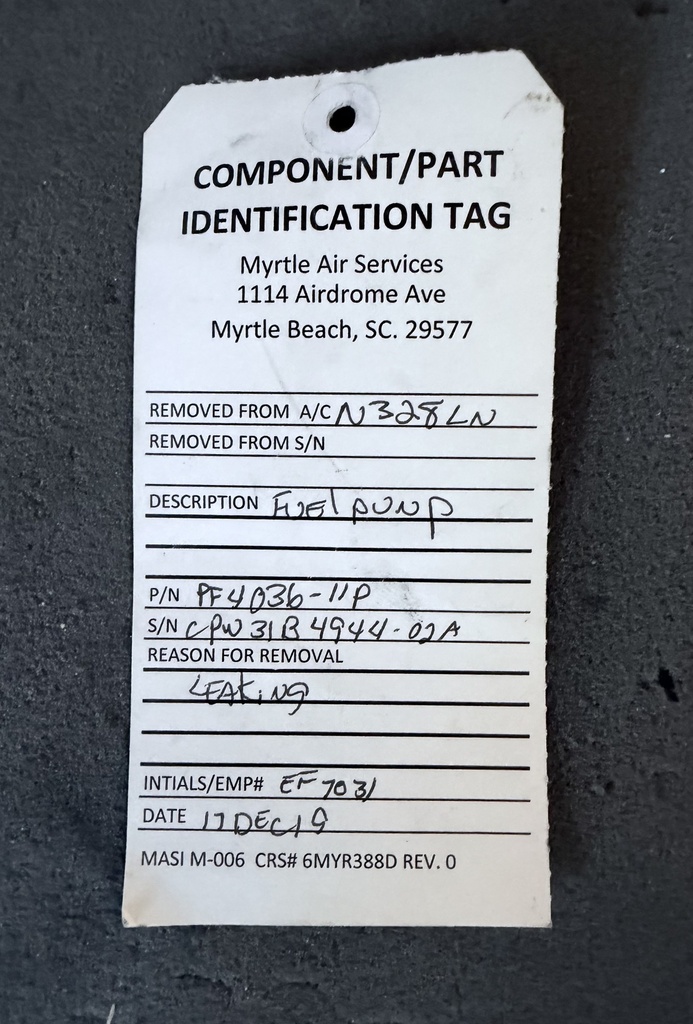 COMPONENT/PART
IDENTIFICATION TAG
Myrtle Air Services
1114 Airdrome Ave
Myrtle Beach, SC. 29577
REMOVED FROM A/C N328LN
REMOVED FROM S/N
DESCRIPTION FUEl pump
P/N PF4036-11P
S/N CPW31B4944-02A
REASON FOR REMOVAL
LEAKiNg
INTIALS/EMP# EF 7031
DATE 17DEC19
MASI M-006 CRS# 6MYR388D REV. 0